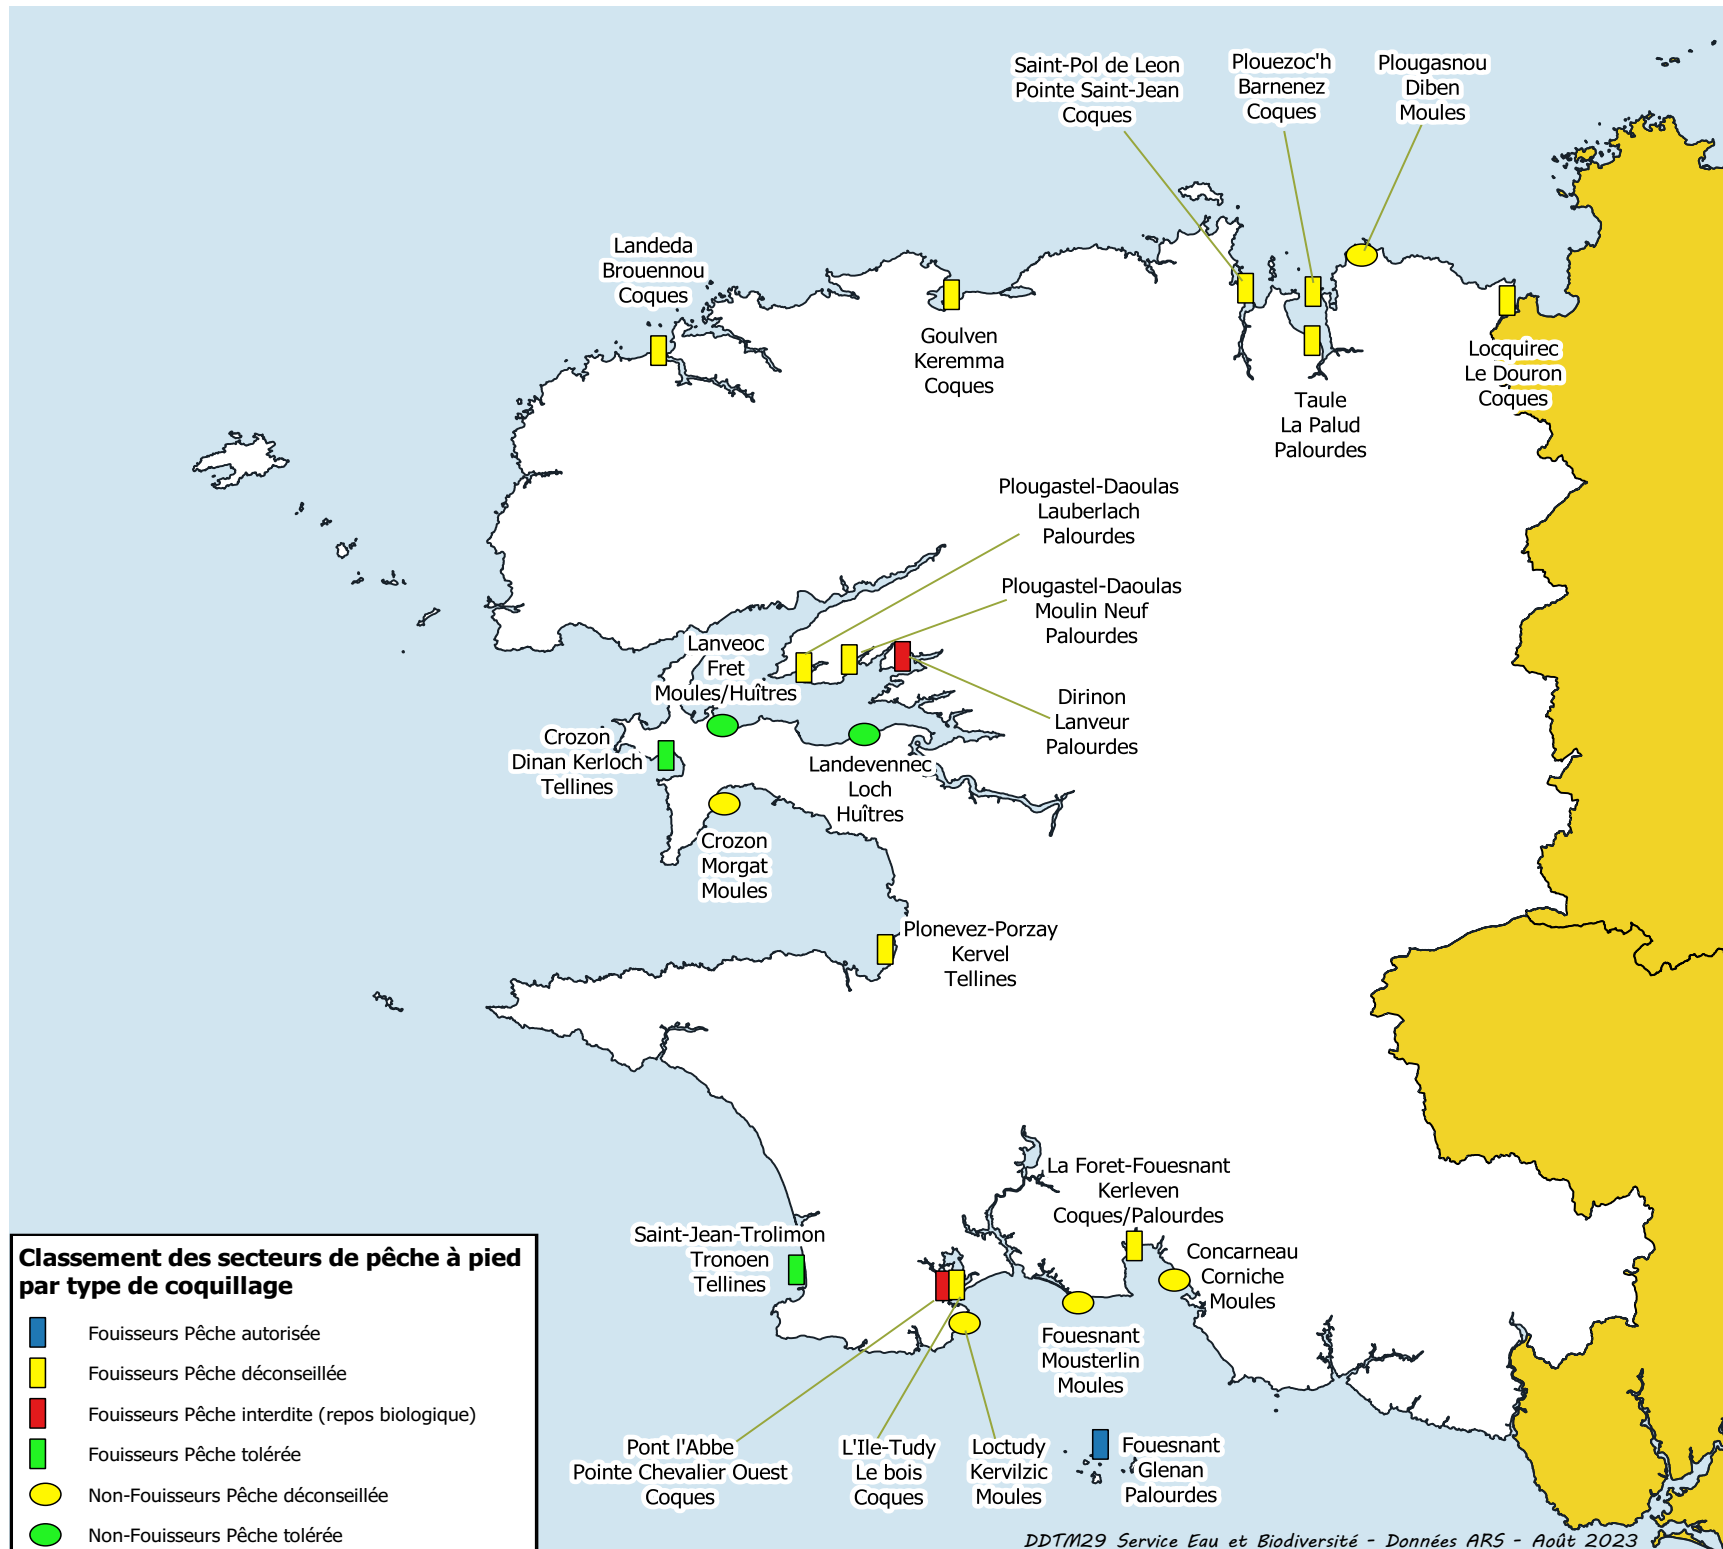 Saint-Pol de Leon
Pointe Saint-Jean
Coques
Plouezoc'h
Barnenez
Coques
Plougasnou
Diben
Moules
Landeda
Brouennou
Coques
Goulven
Keremma
Coques
Locquirec
Le Douron
Coques
Taule
La Palud
Palourdes
Plougastel-Daoulas
Lauberlach
Palourdes
Plougastel-Daoulas
Moulin Neuf
Palourdes
Lanveoc
Fret
Moules/Huîtres
Dirinon
Lanveur
Palourdes
Crozon
Dinan Kerloch
Tellines
Landevennec
Loch
Huîtres
Crozon
Morgat
Moules
Plonevez-Porzay
Kervel
Tellines
La Foret-Fouesnant
Kerleven
Coques/Palourdes
Saint-Jean-Trolimon
Tronoen
Tellines
Concarneau
Corniche
Moules
Fouesnant
Mousterlin
Moules
Pont l'Abbe
Pointe Chevalier Ouest
Coques
L'Ile-Tudy
Le bois
Coques
Loctudy
Kervilzic
Moules
Fouesnant
Glenan
Palourdes
Classement des secteurs de pêche à pied
par type de coquillage
Fouisseurs Pêche autorisée
Fouisseurs Pêche déconseillée
Fouisseurs Pêche interdite (repos biologique)
Fouisseurs Pêche tolérée
Non-Fouisseurs Pêche déconseillée
Non-Fouisseurs Pêche tolérée
DDTM29 Service Eau et Biodiversité - Données ARS - Août 2023